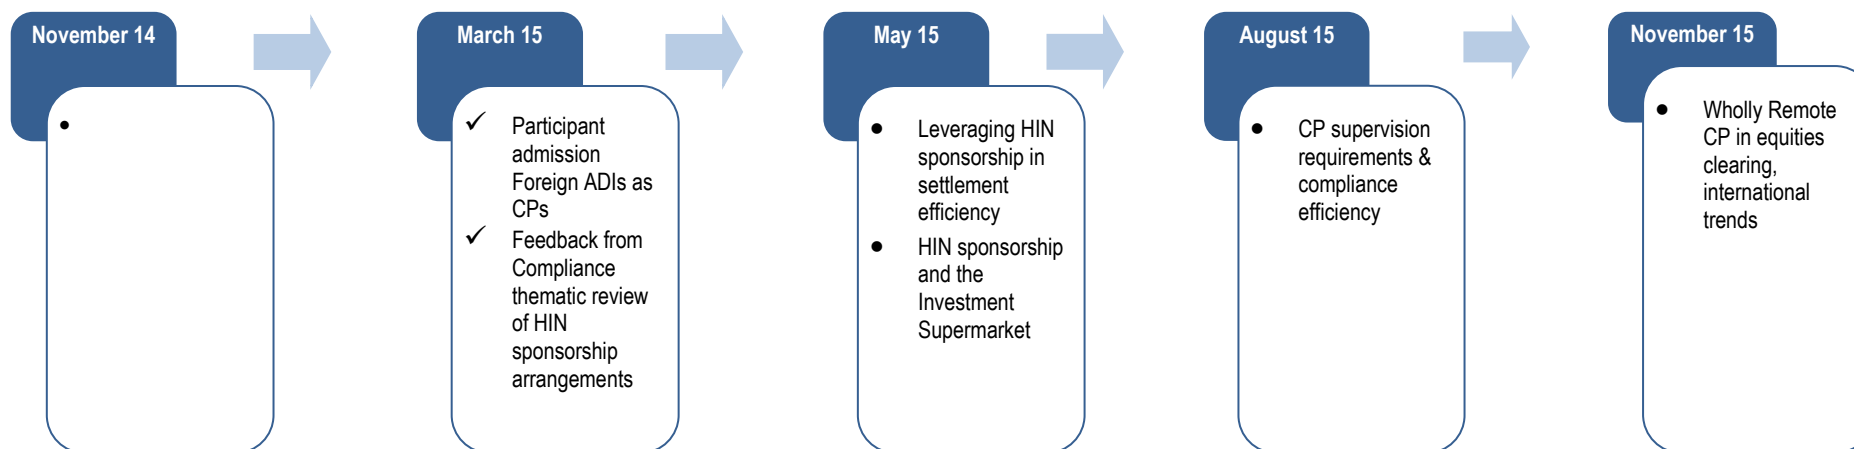 November 14
•
March 15
✓ Participant
admission
Foreign ADIs as
CPs
✓ Feedback from
Compliance
thematic review
of HIN
sponsorship
arrangements
May 15
• Leveraging HIN
sponsorship in
settlement
efficiency
• HIN sponsorship
and the
Investment
Supermarket
August 15
• CP supervision
requirements &
compliance
efficiency
November 15
• Wholly Remote
CP in equities
clearing,
international
trends